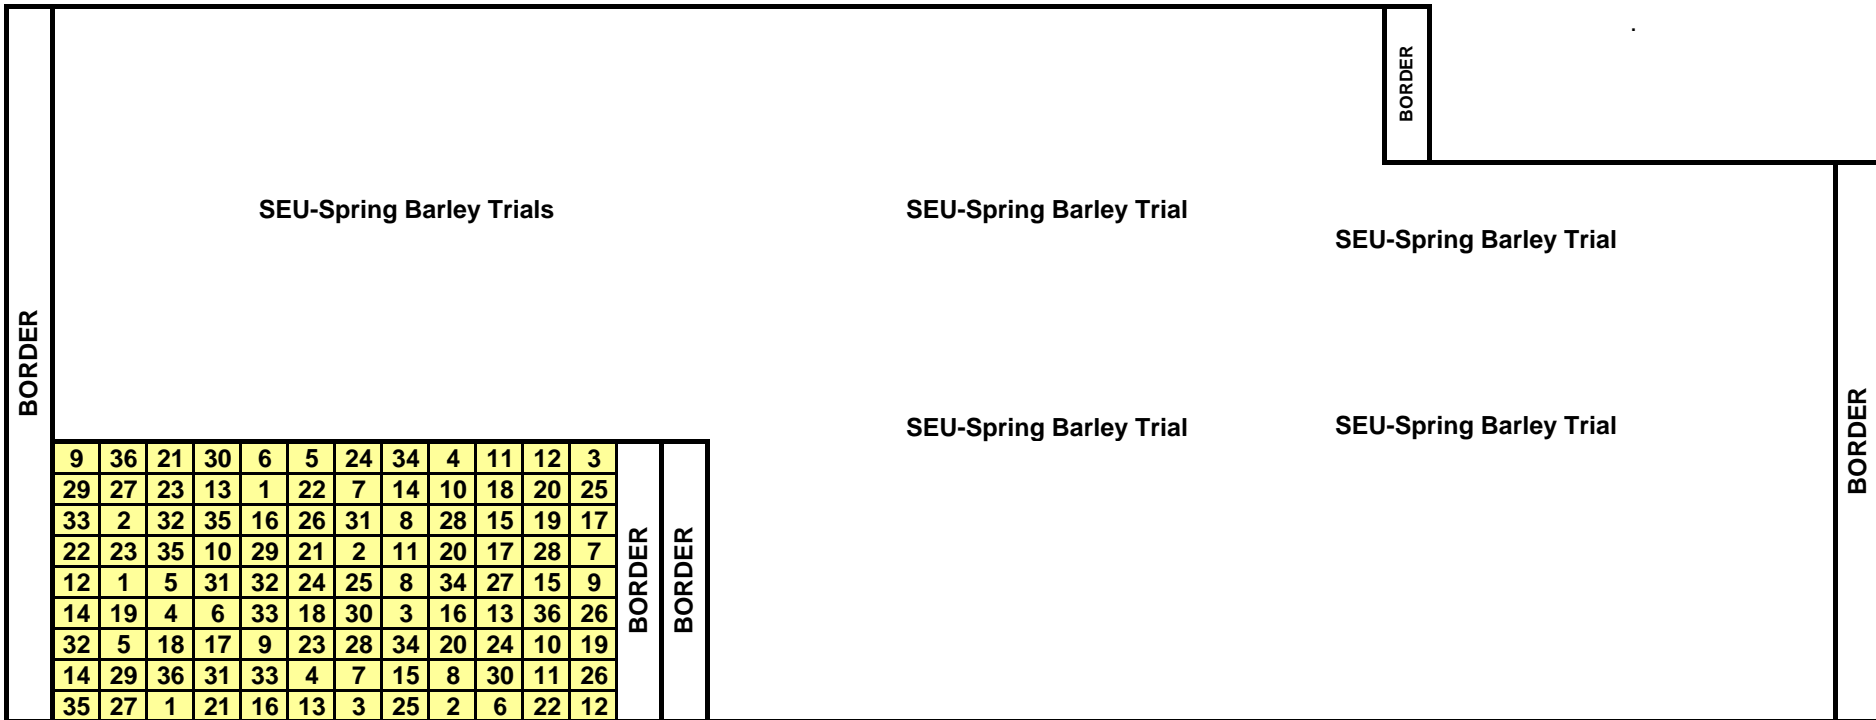 .
BORDER
SEU-Spring Barley Trials
SEU-Spring Barley Trial
SEU-Spring Barley Trial
BORDER
SEU-Spring Barley Trial
SEU-Spring Barley Trial
BORDER
9 36 21 30 6 5 24 34 4 11 12 3
29 27 23 13 1 22 7 14 10 18 20 25
33 2 32 35 16 26 31 8 28 15 19 17
22 23 35 10 29 21 2 11 20 17 28 7
12 1 5 31 32 24 25 8 34 27 15 9
14 19 4 6 33 18 30 3 16 13 36 26
32 5 18 17 9 23 28 34 20 24 10 19
14 29 36 31 33 4 7 15 8 30 11 26
35 27 1 21 16 13 3 25 2 6 22 12
BORDER
BORDER